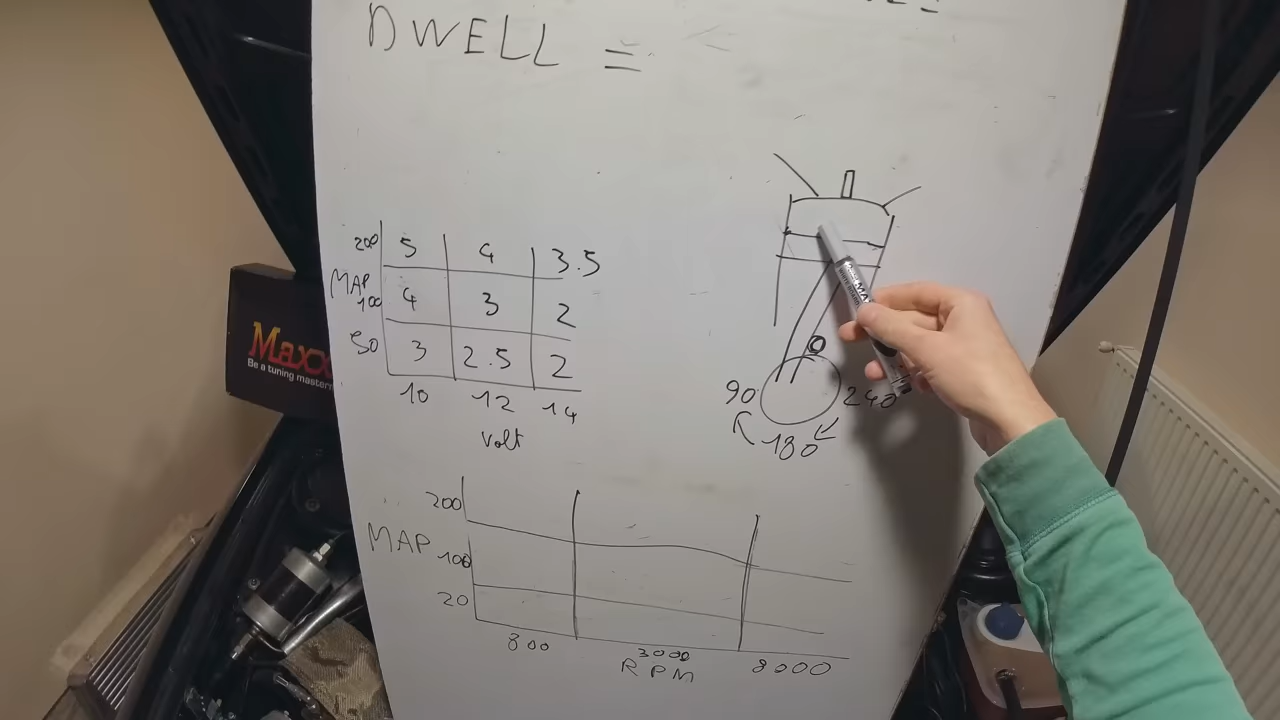 DWELL =
200 5 4 3.5
MAP
100 4 3 2
50 3 2.5 2
10 12 14
Volt
0
90 240
180
200
MAP
100
20
800 3000 8000
RPM
Maxx
Be a tuning master